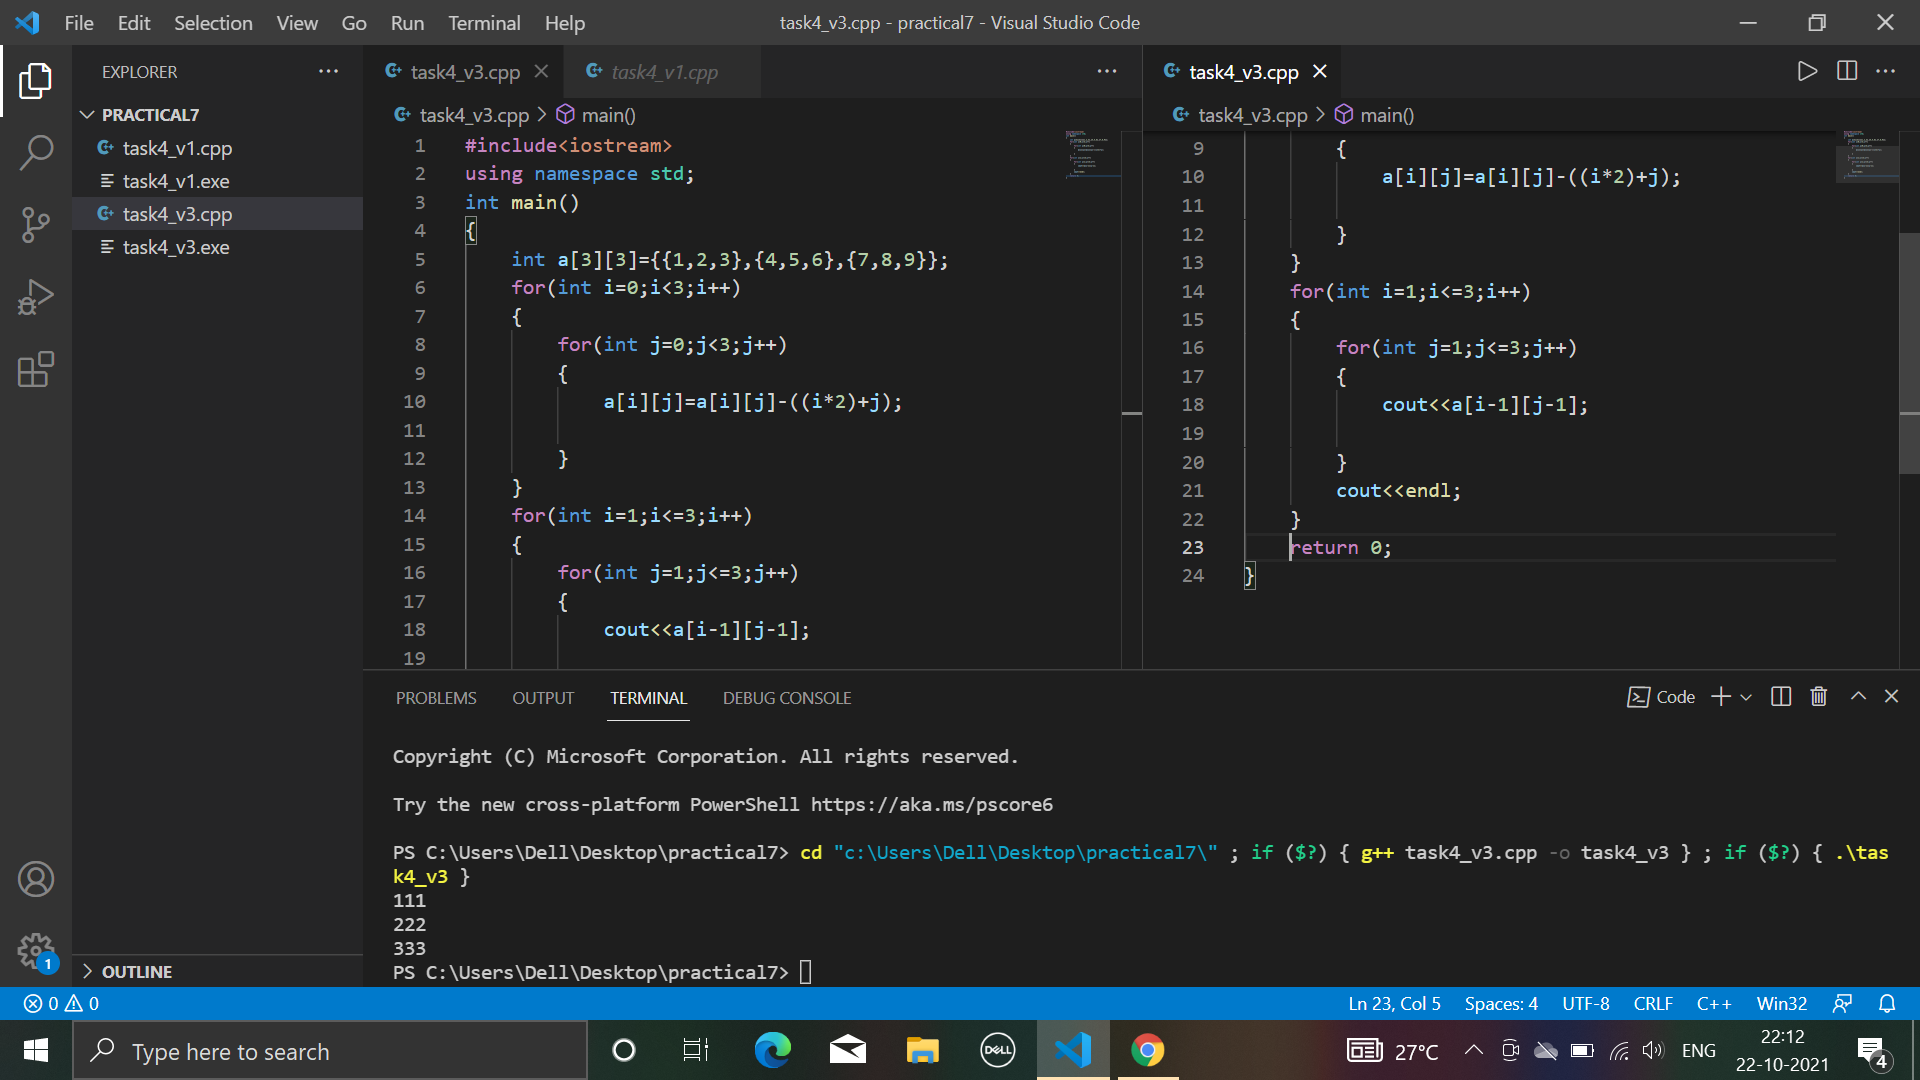 File Edit Selection View Go Run Terminal Help
task4_v3.cpp - practical7 - Visual Studio Code
EXPLORER
PRACTICAL7
task4_v1.cpp
task4_v1.exe
task4_v3.cpp
task4_v3.exe
OUTLINE
task4_v3.cpp task4_v1.cpp
task4_v3.cpp > main()
1 #include<iostream>
2 using namespace std;
3 int main()
4 {
5 int a[3][3]={{1,2,3},{4,5,6},{7,8,9}};
6 for(int i=0;i<3;i++)
7 {
8 for(int j=0;j<3;j++)
9 {
10 a[i][j]=a[i][j]-((i*2)+j);
11
12 }
13 }
14 for(int i=1;i<=3;i++)
15 {
16 for(int j=1;j<=3;j++)
17 {
18 cout<<a[i-1][j-1];
19
task4_v3.cpp
task4_v3.cpp > main()
9 {
10 a[i][j]=a[i][j]-((i*2)+j);
11
12 }
13 }
14 for(int i=1;i<=3;i++)
15 {
16 for(int j=1;j<=3;j++)
17 {
18 cout<<a[i-1][j-1];
19
20 }
21 cout<<endl;
22 }
23 return 0;
24 }
PROBLEMS OUTPUT TERMINAL DEBUG CONSOLE
Code
Copyright (C) Microsoft Corporation. All rights reserved.
Try the new cross-platform PowerShell https://aka.ms/pscore6
PS C:\Users\Dell\Desktop\practical7> cd "c:\Users\Dell\Desktop\practical7\" ; if ($?) { g++ task4_v3.cpp -o task4_v3 } ; if ($?) { .\tas
k4_v3 }
111
222
333
PS C:\Users\Dell\Desktop\practical7>
1
0 0
Ln 23, Col 5 Spaces: 4 UTF-8 CRLF C++ Win32
Type here to search
DELL
27°C
ENG
22:12
22-10-2021
4